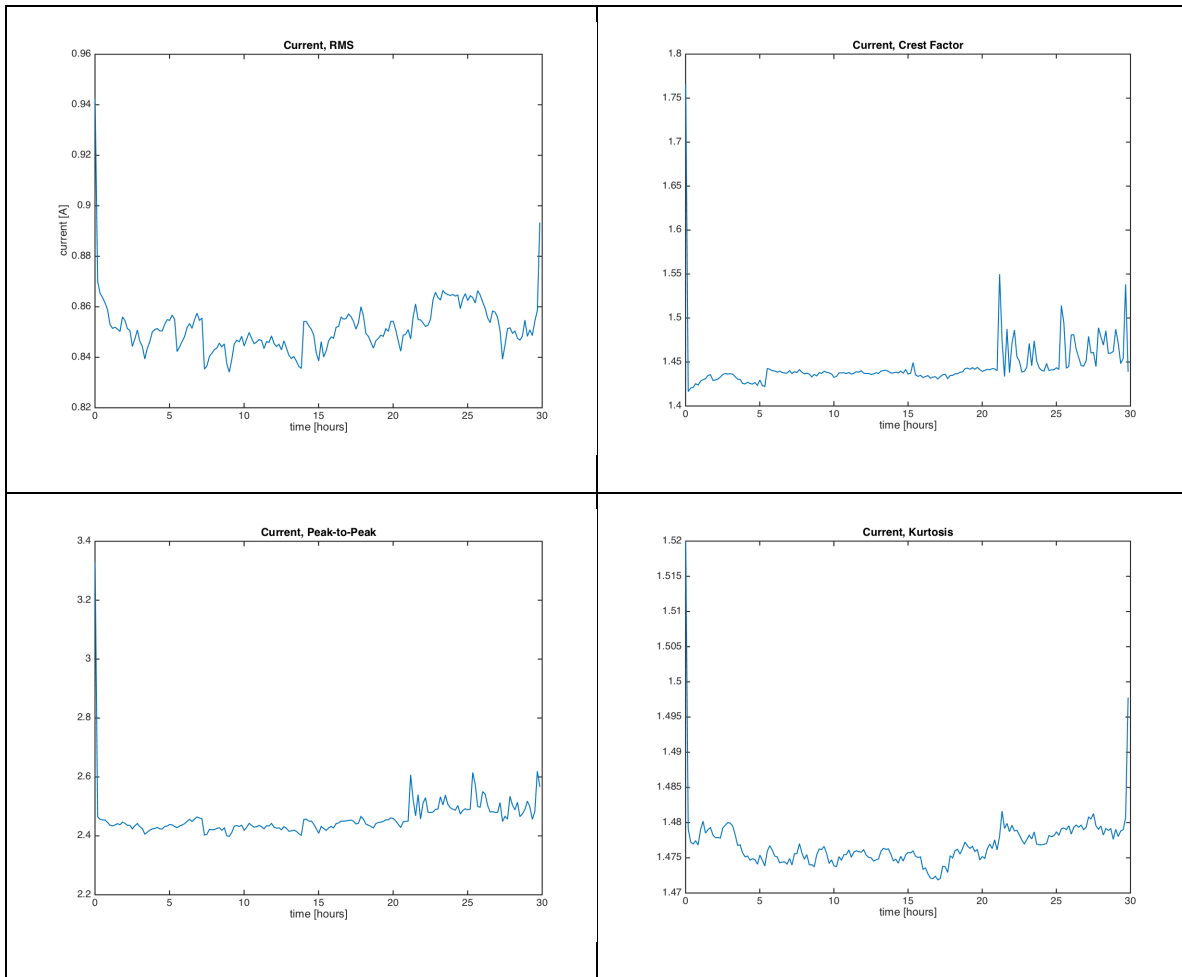 Current, RMS
0.96
0.94
0.92
0.9
0.88
0.86
0.84
0.82
current [A]
0 5 10 15 20 25 30
time [hours]
Current, Crest Factor
1.8
1.75
1.7
1.65
1.6
1.55
1.5
1.45
1.4
0 5 10 15 20 25 30
time [hours]
Current, Peak-to-Peak
3.4
3.2
3
2.8
2.6
2.4
2.2
0 5 10 15 20 25 30
time [hours]
Current, Kurtosis
1.52
1.515
1.51
1.505
1.5
1.495
1.49
1.485
1.48
1.475
1.47
0 5 10 15 20 25 30
time [hours]